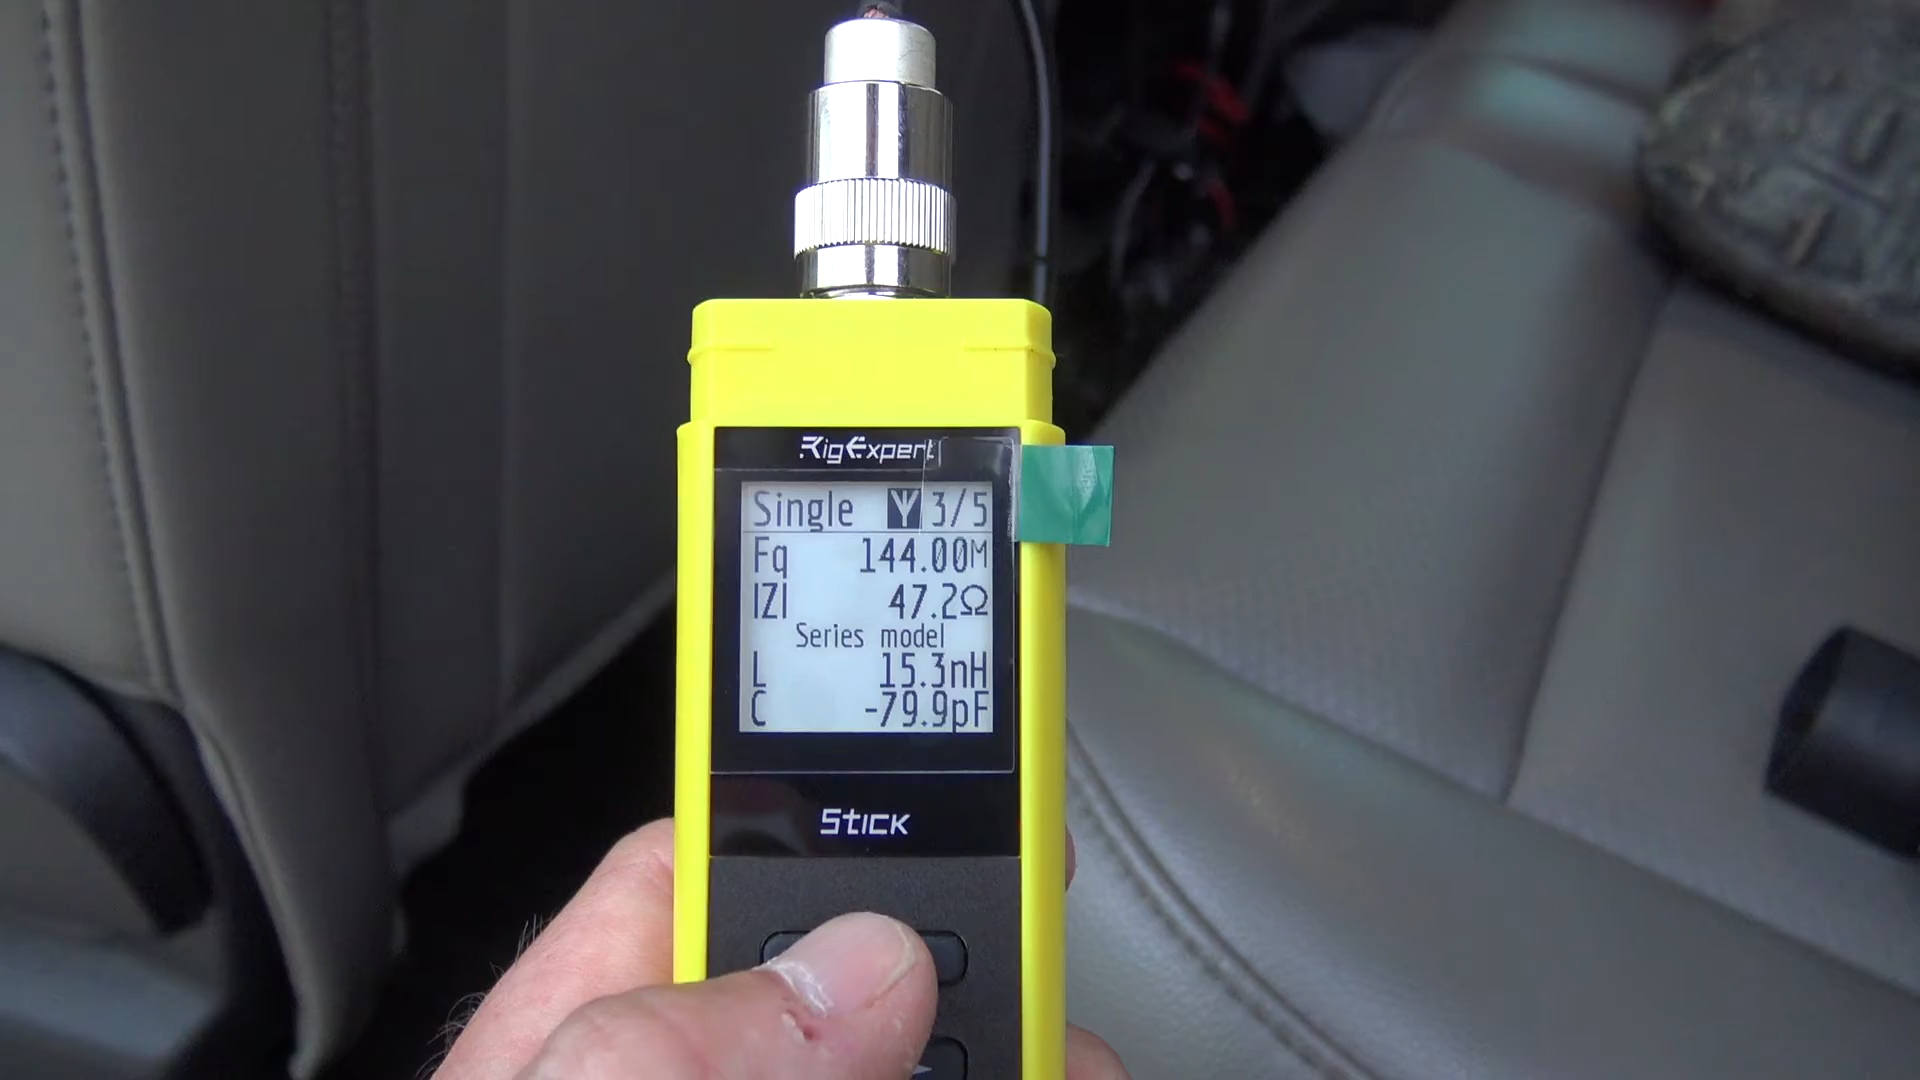 RigExpert
Single 3/5
Fq 144.00M
|Z| 47.2Ω
Series model
L 15.3nH
C -79.9pF
Stick